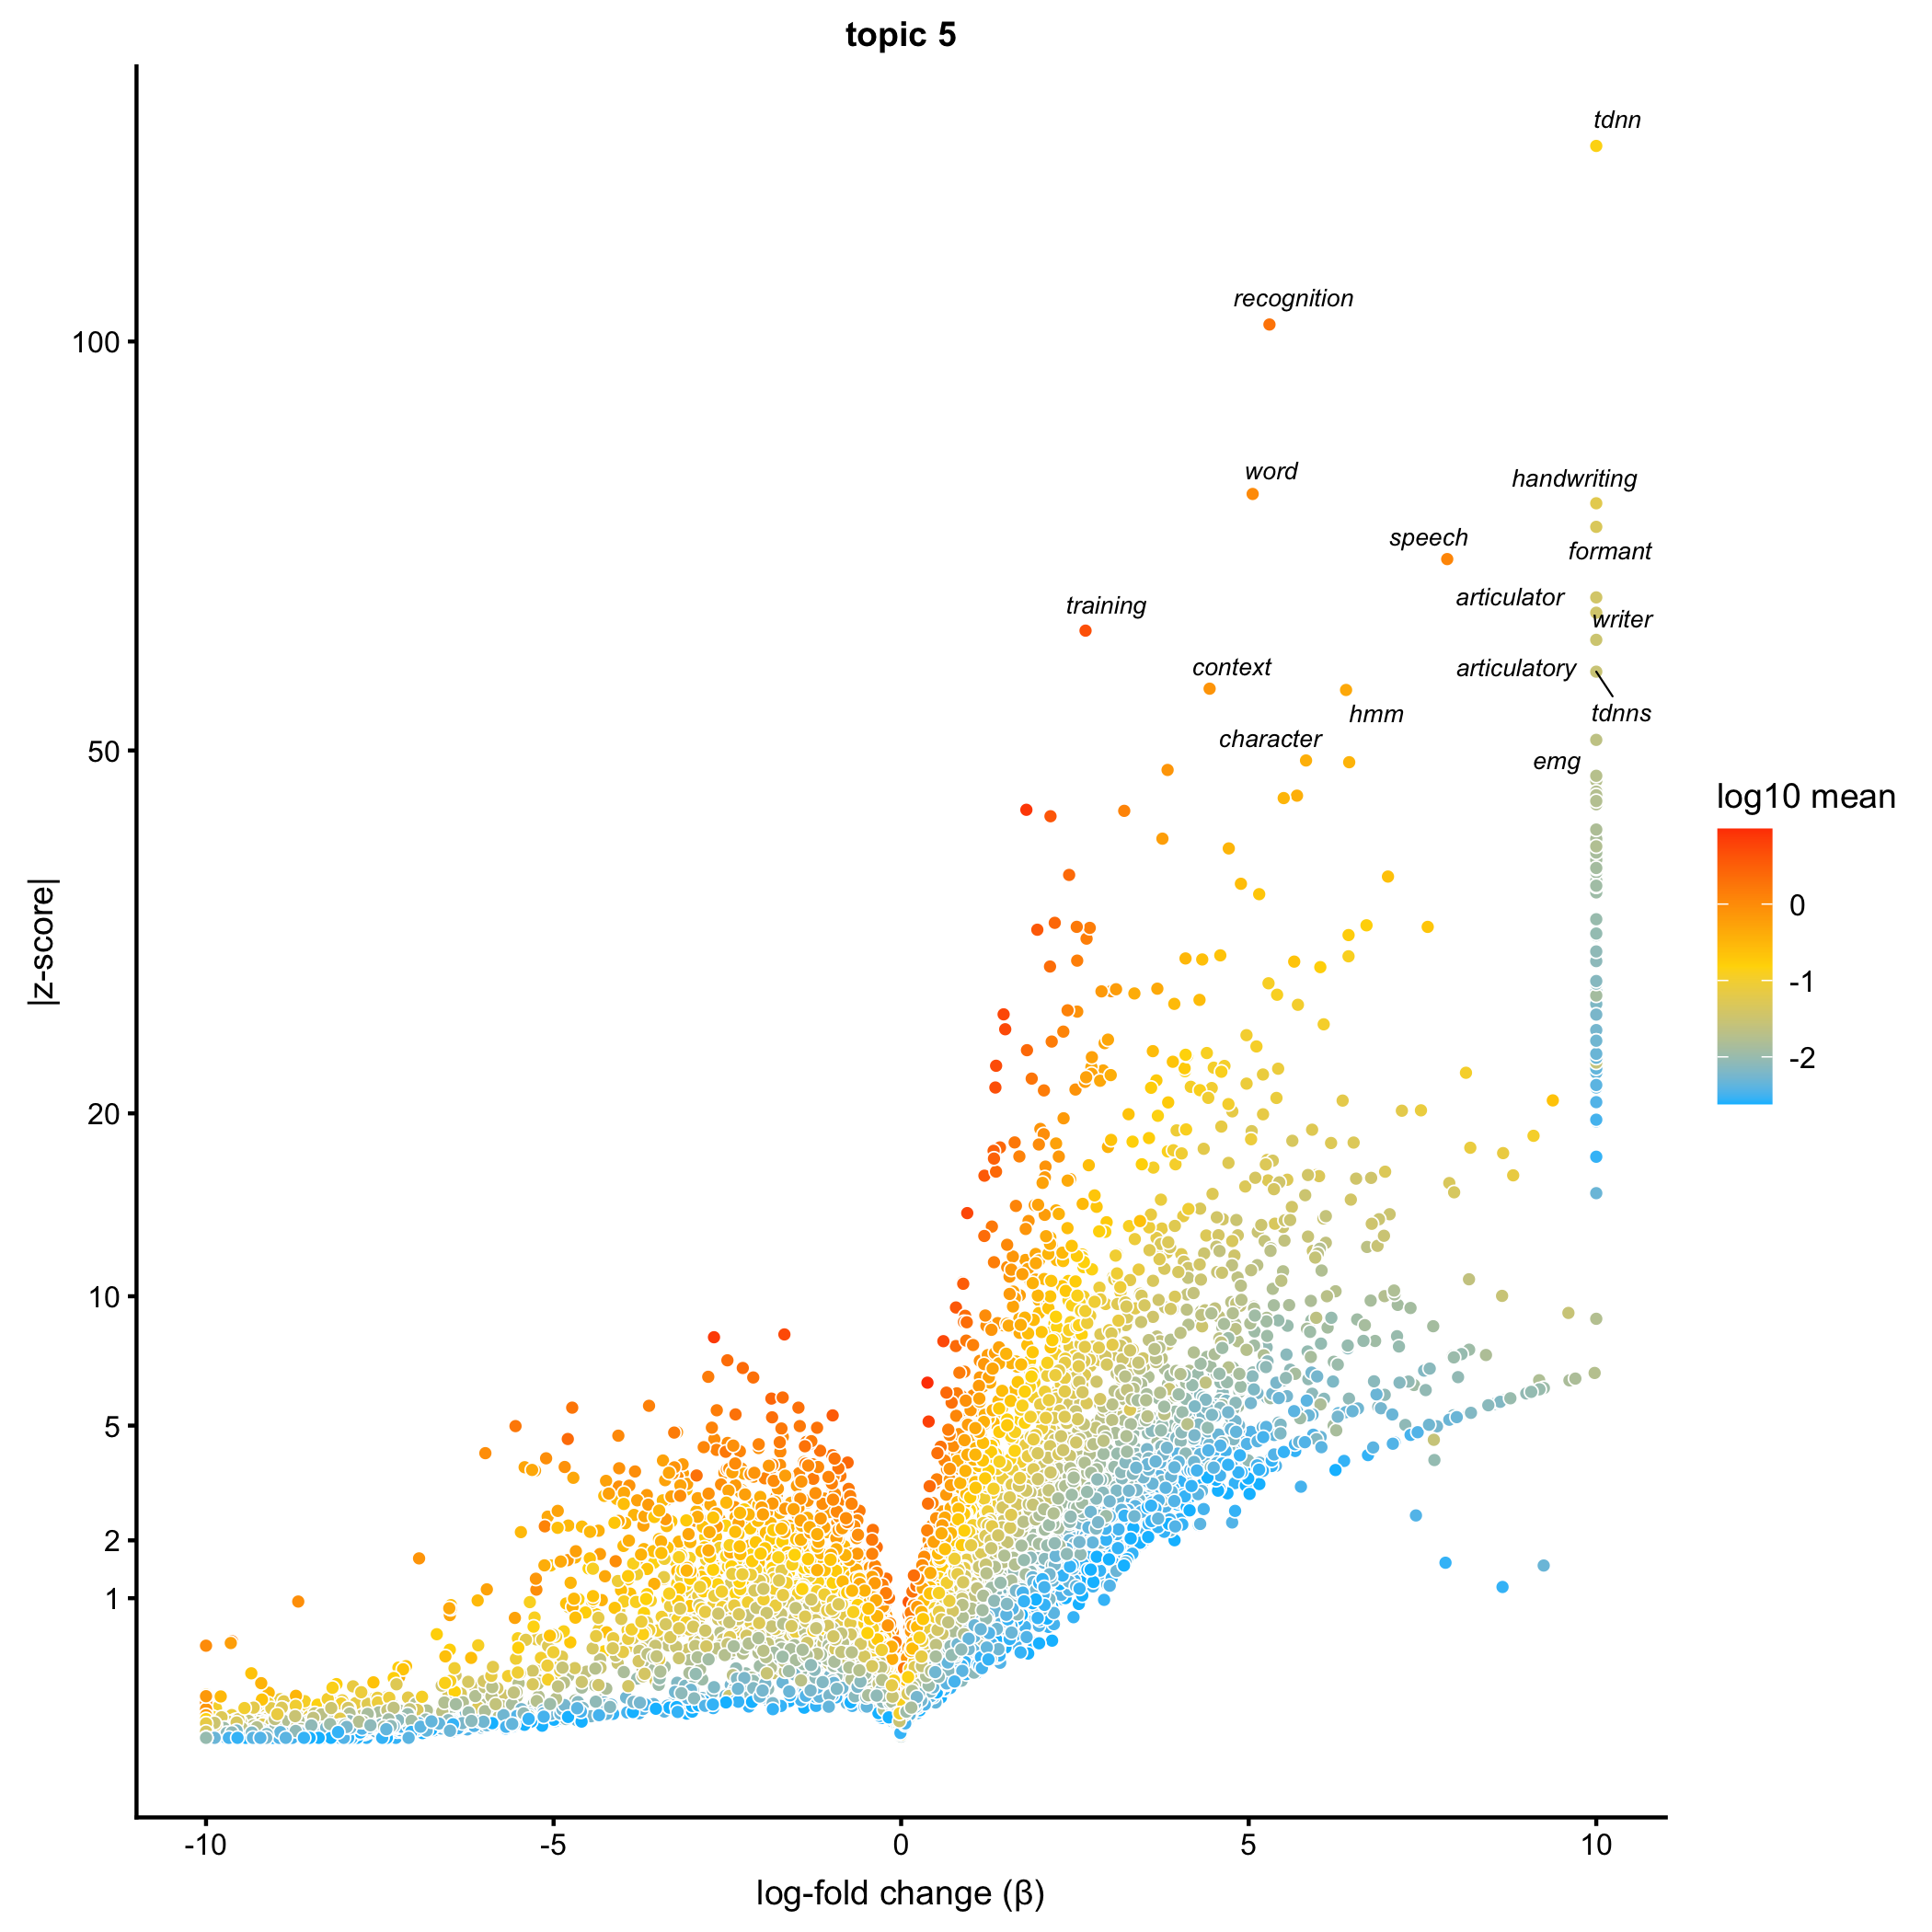 topic 5
tdnn
recognition
100
word
handwriting
speech
formant
articulator
training
writer
context
articulatory
hmm
tdnns
character
50
emg
log10 mean
|z-score|
0
-1
-2
20
10
5
2
1
-10
-5
0
5
10
log-fold change (β)